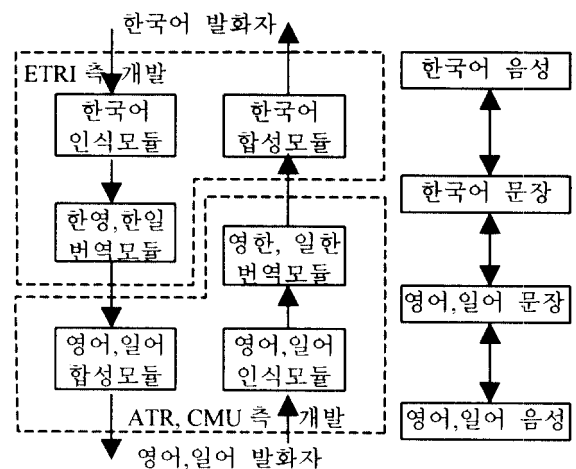 한국어 발화자
ETRI 측 개발
한국어
인식모듈
한국어
합성모듈
한영,한일
번역모듈
영한, 일한
번역모듈
영어,일어
합성모듈
영어,일어
인식모듈
ATR, CMU 측 개발
영어,일어 발화자
한국어 음성
한국어 문장
영어,일어 문장
영어,일어 음성